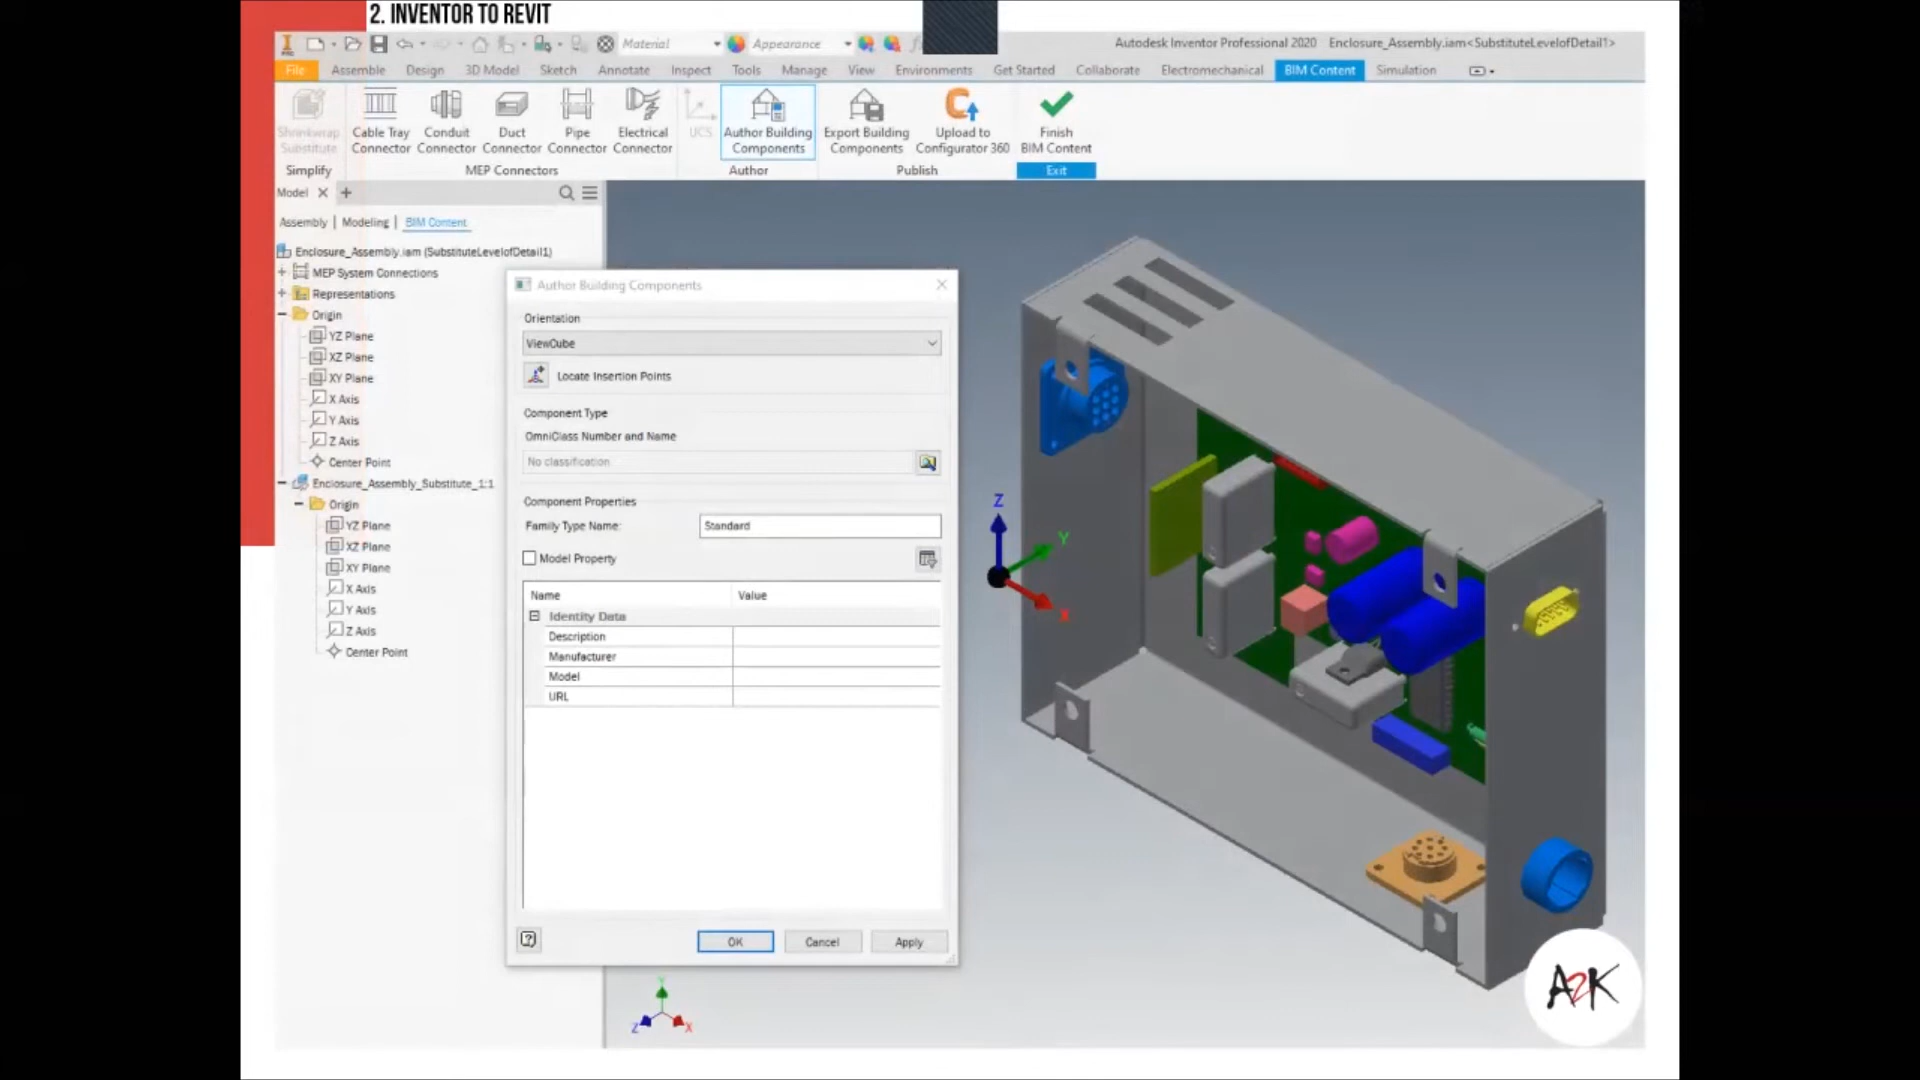 2. INVENTOR TO REVIT
Material
Appearance
Autodesk Inventor Professional 2020 Enclosure_Assembly.iam<SubstituteLevelofDetail1>
File Assemble Design 3D Model Sketch Annotate Inspect Tools Manage View Environments Get Started Collaborate Electromechanical BIM Content Simulation
Shrinkwrap Substitute
Cable Tray Connector
Conduit Connector
Duct Connector
Pipe Connector
Electrical Connector
UCS
Author Building Components
Export Building Components
Upload to Configurator 360
Finish BIM Content
Simplify MEP Connectors Author Publish Exit
Model
Assembly | Modeling | BIM Content
Enclosure_Assembly.iam (SubstituteLevelofDetail1)
MEP System Connections
Representations
Origin
YZ Plane
XZ Plane
XY Plane
X Axis
Y Axis
Z Axis
Center Point
Enclosure_Assembly_Substitute_1:1
Origin
YZ Plane
XZ Plane
XY Plane
X Axis
Y Axis
Z Axis
Center Point
Author Building Components
Orientation
ViewCube
Locate Insertion Points
Component Type
OmniClass Number and Name
No classification
Component Properties
Family Type Name: Standard
Model Property
Name Value
Identity Data
Description
Manufacturer
Model
URL
OK Cancel Apply
Z
Y
X
Y
Z
X
A2K